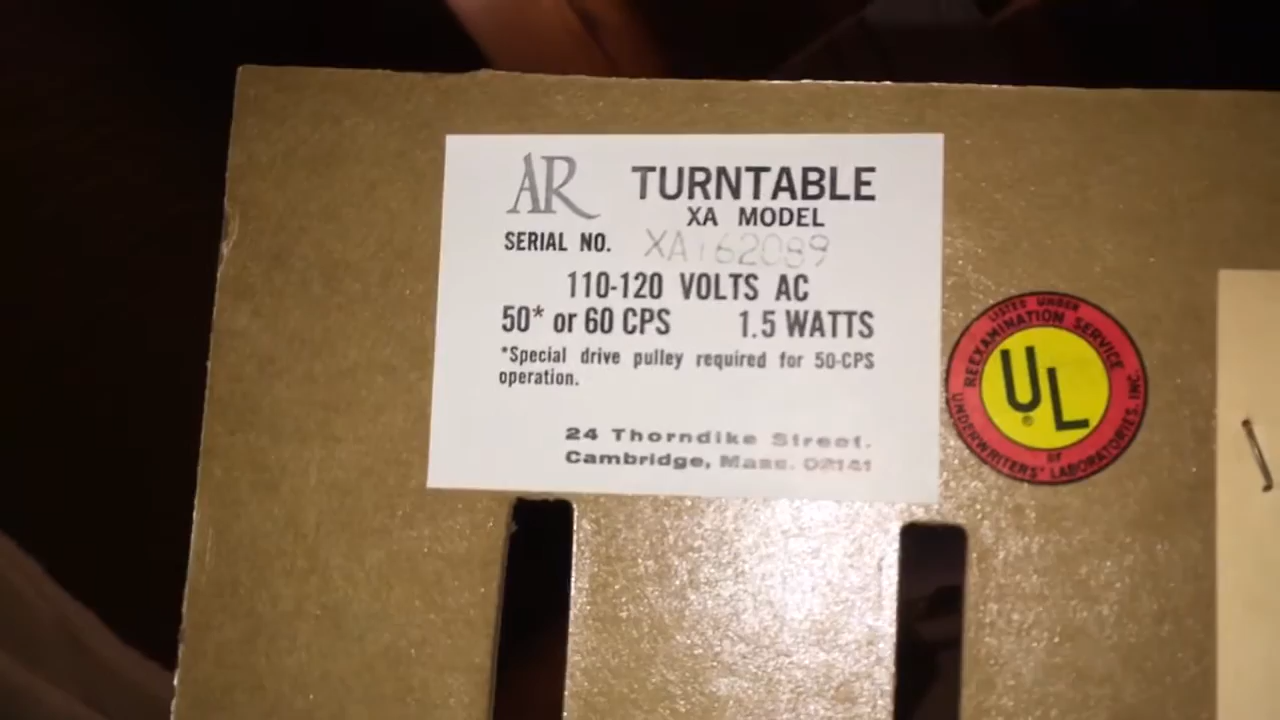 AR TURNTABLE
XA MODEL
SERIAL NO. XA162089
110-120 VOLTS AC
50* or 60 CPS 1.5 WATTS
*Special drive pulley required for 50-CPS
operation.
24 Thorndike Street.
Cambridge, Mass. 02141
LISTED UNDER
REEXAMINATION SERVICE
UL
®
OF
UNDERWRITERS' LABORATORIES, INC.